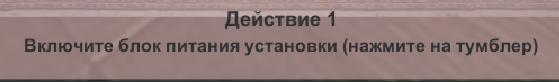 Действие 1
Включите блок питания установки (нажмите на тумблер)